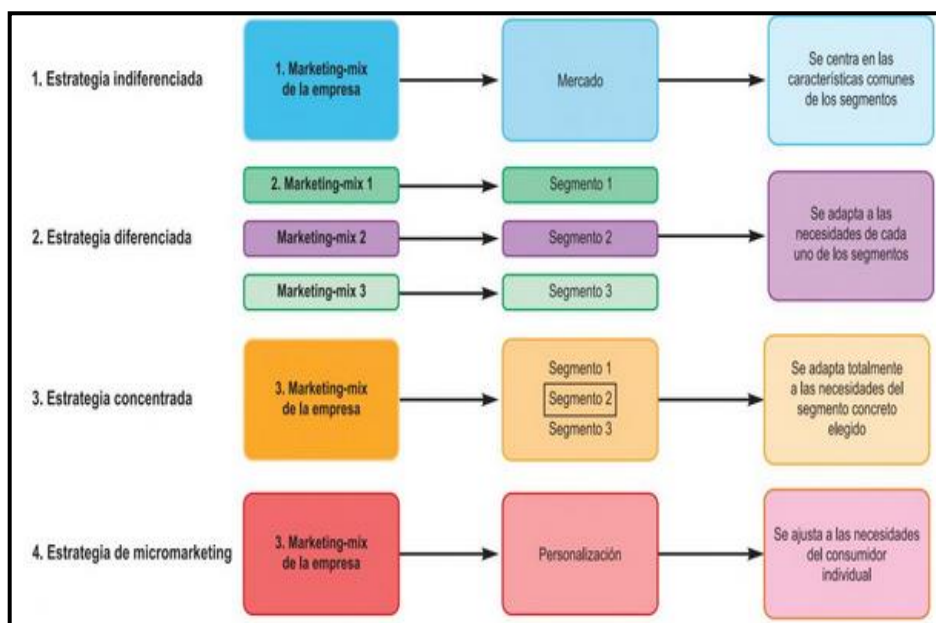 1. Estrategia indiferenciada
1. Marketing-mix
de la empresa
Mercado
Se centra en las
características comunes
de los segmentos
2. Estrategia diferenciada
2. Marketing-mix 1
Segmento 1
Marketing-mix 2
Segmento 2
Marketing-mix 3
Segmento 3
Se adapta a las
necesidades de cada
uno de los segmentos
3. Estrategia concentrada
3. Marketing-mix
de la empresa
Segmento 1
Segmento 2
Segmento 3
Se adapta totalmente
a las necesidades del
segmento concreto
elegido
4. Estrategia de micromarketing
3. Marketing-mix
de la empresa
Personalización
Se ajusta a las necesidades
del consumidor
individual